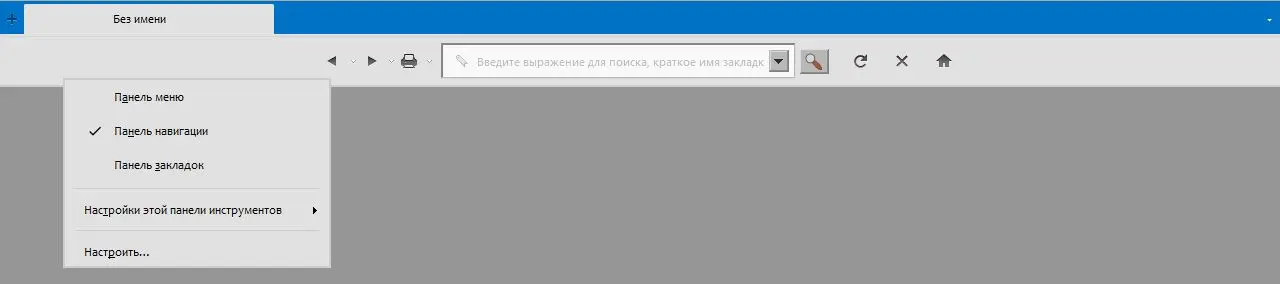 Без имени
Введите выражение для поиска, краткое имя закладк
Панель меню
Панель навигации
Панель закладок
Настройки этой панели инструментов
Настроить...